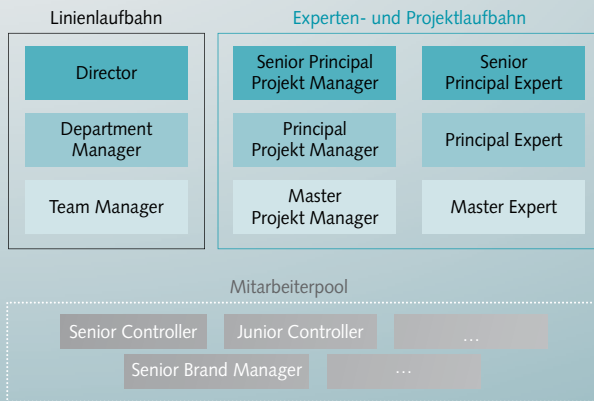 Linienlaufbahn
Experten- und Projektlaufbahn
Director
Senior Principal
Projekt Manager
Senior
Principal Expert
Department
Manager
Principal
Projekt Manager
Principal Expert
Team Manager
Master
Projekt Manager
Master Expert
Mitarbeiterpool
Senior Controller
Junior Controller
...
Senior Brand Manager
...